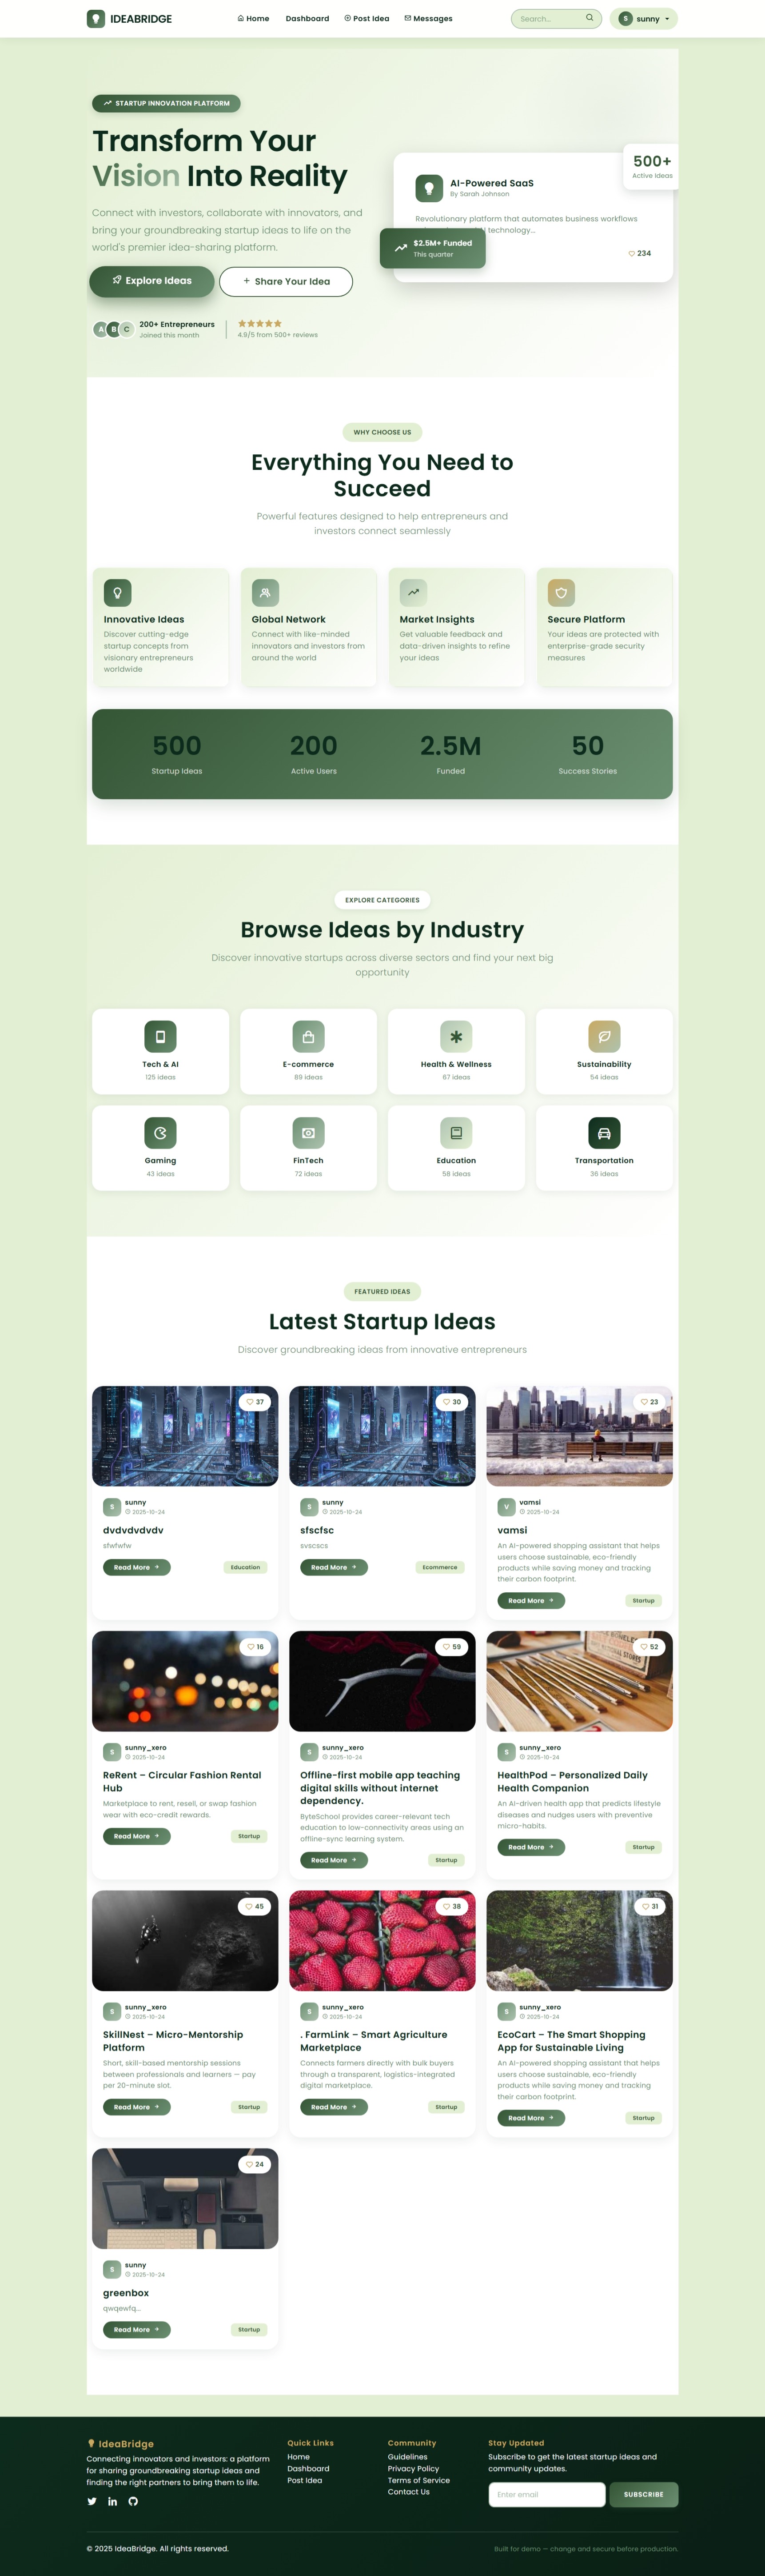 IDEABRIDGE
Home Dashboard Post Idea Messages
Search...
S sunny
STARTUP INNOVATION PLATFORM
Transform Your
Vision Into Reality
Connect with investors, collaborate with innovators, and
bring your groundbreaking startup ideas to life on the
world's premier idea-sharing platform.
Explore Ideas
Share Your Idea
A B C
200+ Entrepreneurs
Joined this month
4.9/5 from 500+ reviews
500+
Active Ideas
AI-Powered SaaS
By Sarah Johnson
Revolutionary platform that automates business workflows
technology...
$2.5M+ Funded
This quarter
234
WHY CHOOSE US
Everything You Need to
Succeed
Powerful features designed to help entrepreneurs and
investors connect seamlessly
Innovative Ideas
Discover cutting-edge
startup concepts from
visionary entrepreneurs
worldwide
Global Network
Connect with like-minded
innovators and investors from
around the world
Market Insights
Get valuable feedback and
data-driven insights to refine
your ideas
Secure Platform
Your ideas are protected with
enterprise-grade security
measures
500
Startup Ideas
200
Active Users
2.5M
Funded
50
Success Stories
EXPLORE CATEGORIES
Browse Ideas by Industry
Discover innovative startups across diverse sectors and find your next big
opportunity
Tech & AI
125 ideas
E-commerce
89 ideas
Health & Wellness
67 ideas
Sustainability
54 ideas
Gaming
43 ideas
FinTech
72 ideas
Education
58 ideas
Transportation
36 ideas
FEATURED IDEAS
Latest Startup Ideas
Discover groundbreaking ideas from innovative entrepreneurs
37
S sunny
2025-10-24
dvdvdvdvdv
sfwfwfw
Read More
Education
30
S sunny
2025-10-24
sfscfsc
svscscs
Read More
Ecommerce
23
V vamsi
2025-10-24
vamsi
An AI-powered shopping assistant that helps
users choose sustainable, eco-friendly
products while saving money and tracking
their carbon footprint.
Read More
Startup
16
S sunny_xero
2025-10-24
ReRent – Circular Fashion Rental
Hub
Marketplace to rent, resell, or swap fashion
wear with eco-credit rewards.
Read More
Startup
59
S sunny_xero
2025-10-24
Offline-first mobile app teaching
digital skills without internet
dependency.
ByteSchool provides career-relevant tech
education to low-connectivity areas using an
offline-sync learning system.
Read More
Startup
52
S sunny_xero
2025-10-24
HealthPod – Personalized Daily
Health Companion
An AI-driven health app that predicts lifestyle
diseases and nudges users with preventive
micro-habits.
Read More
Startup
45
S sunny_xero
2025-10-24
SkillNest – Micro-Mentorship
Platform
Short, skill-based mentorship sessions
between professionals and learners — pay
per 20-minute slot.
Read More
Startup
38
S sunny_xero
2025-10-24
. FarmLink – Smart Agriculture
Marketplace
Connects farmers directly with bulk buyers
through a transparent, logistics-integrated
digital marketplace.
Read More
Startup
31
S sunny_xero
2025-10-24
EcoCart – The Smart Shopping
App for Sustainable Living
An AI-powered shopping assistant that helps
users choose sustainable, eco-friendly
products while saving money and tracking
their carbon footprint.
Read More
Startup
24
S sunny
2025-10-24
greenbox
qwqewfq...
Read More
Startup
IdeaBridge
Connecting innovators and investors: a platform
for sharing groundbreaking startup ideas and
finding the right partners to bring them to life.
Quick Links
Home
Dashboard
Post Idea
Community
Guidelines
Privacy Policy
Terms of Service
Contact Us
Stay Updated
Subscribe to get the latest startup ideas and
community updates.
Enter email
SUBSCRIBE
© 2025 IdeaBridge. All rights reserved.
Built for demo — change and secure before production.